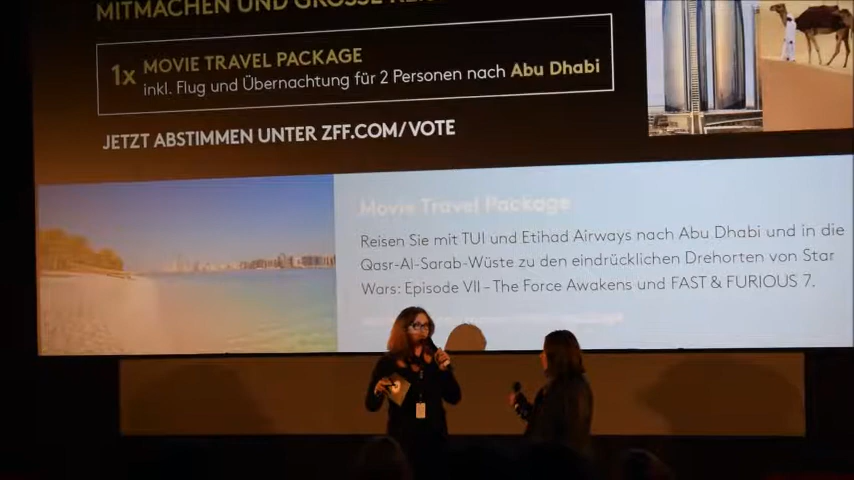 MITMACHEN UND GROSSE
1x MOVIE TRAVEL PACKAGE
inkl. Flug und Übernachtung für 2 Personen nach Abu Dhabi
JETZT ABSTIMMEN UNTER ZFF.COM/VOTE
Movie Travel Package
Reisen Sie mit TUI und Etihad Airways nach Abu Dhabi und in die
Qasr-Al-Sarab-Wüste zu den eindrücklichen Drehorten von Star
Wars: Episode VII - The Force Awakens und FAST & FURIOUS 7.